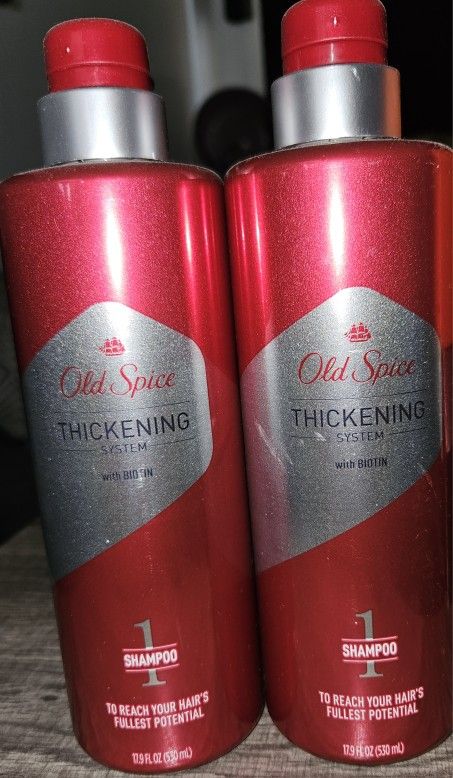 Old Spice
THICKENING
SYSTEM
with BIOTIN
1
SHAMPOO
TO REACH YOUR HAIR'S
FULLEST POTENTIAL
17.9 FL OZ (530 mL)
Old Spice
THICKENING
SYSTEM
with BIOTIN
1
SHAMPOO
TO REACH YOUR HAIR'S
FULLEST POTENTIAL
17.9 FL OZ (530 mL)